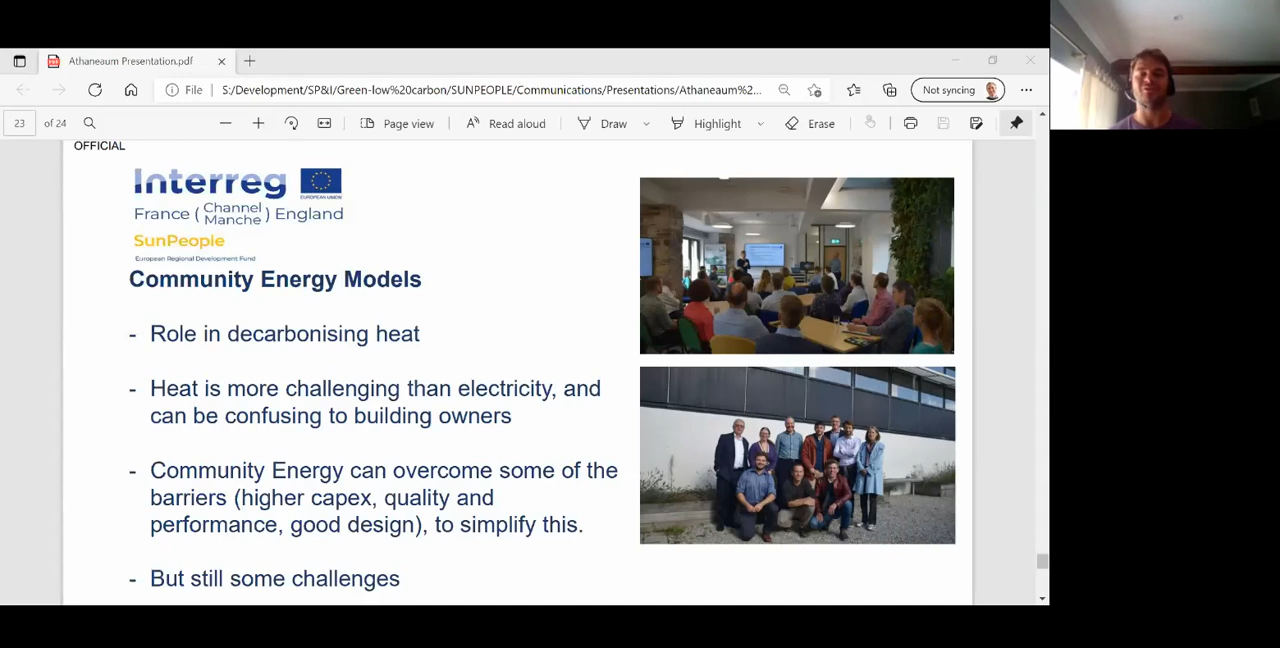 Athaneaum Presentation.pdf
File
S:/Development/SP&I/Green-low%20carbon/SUNPEOPLE/Communications/Presentations/Athaneaum%2...
Not syncing
23 of 24
Page view
Read aloud
Draw
Highlight
Erase
OFFICIAL
Interreg
EUROPEAN UNION
France ( Channel
Manche ) England
SunPeople
European Regional Development Fund
Community Energy Models
- Role in decarbonising heat
- Heat is more challenging than electricity, and
can be confusing to building owners
- Community Energy can overcome some of the
barriers (higher capex, quality and
performance, good design), to simplify this.
- But still some challenges